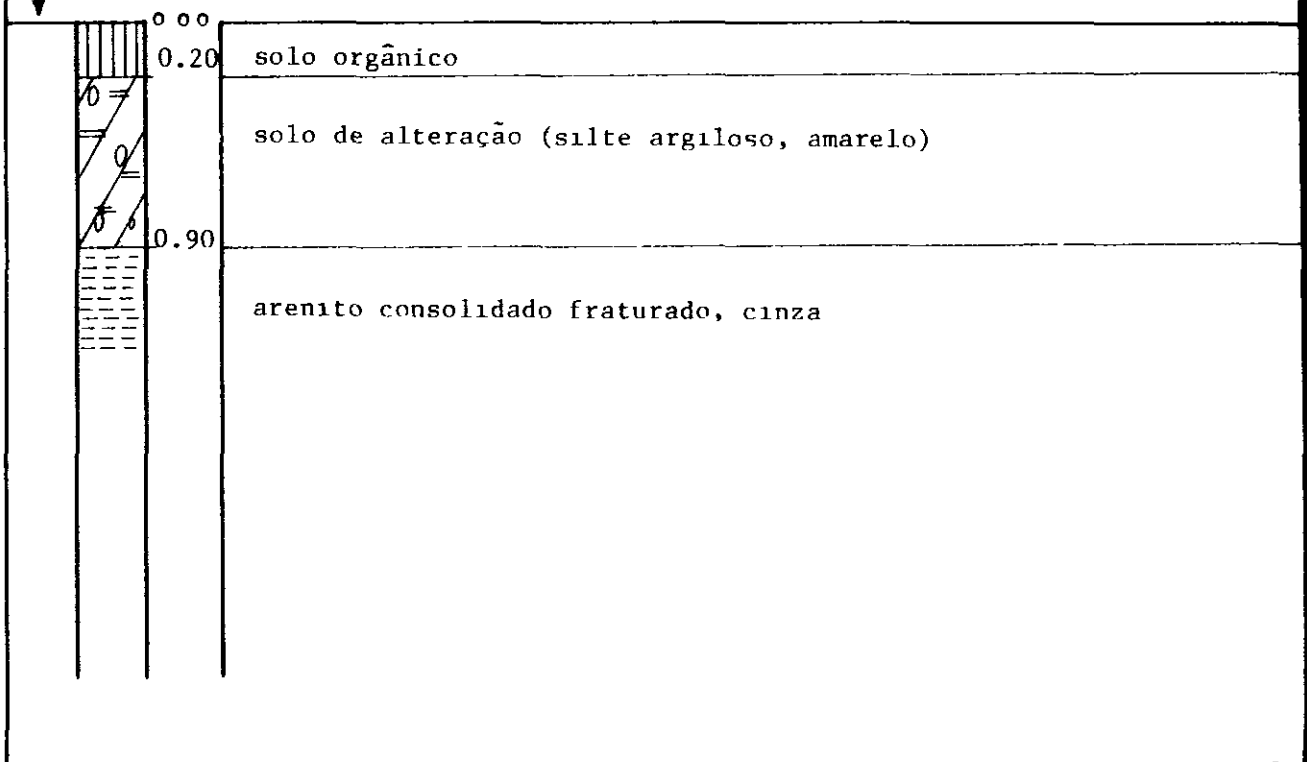 0 00
0.20 solo orgânico
solo de alteração (silte argiloso, amarelo)
0.90
arenito consolidado fraturado, cinza